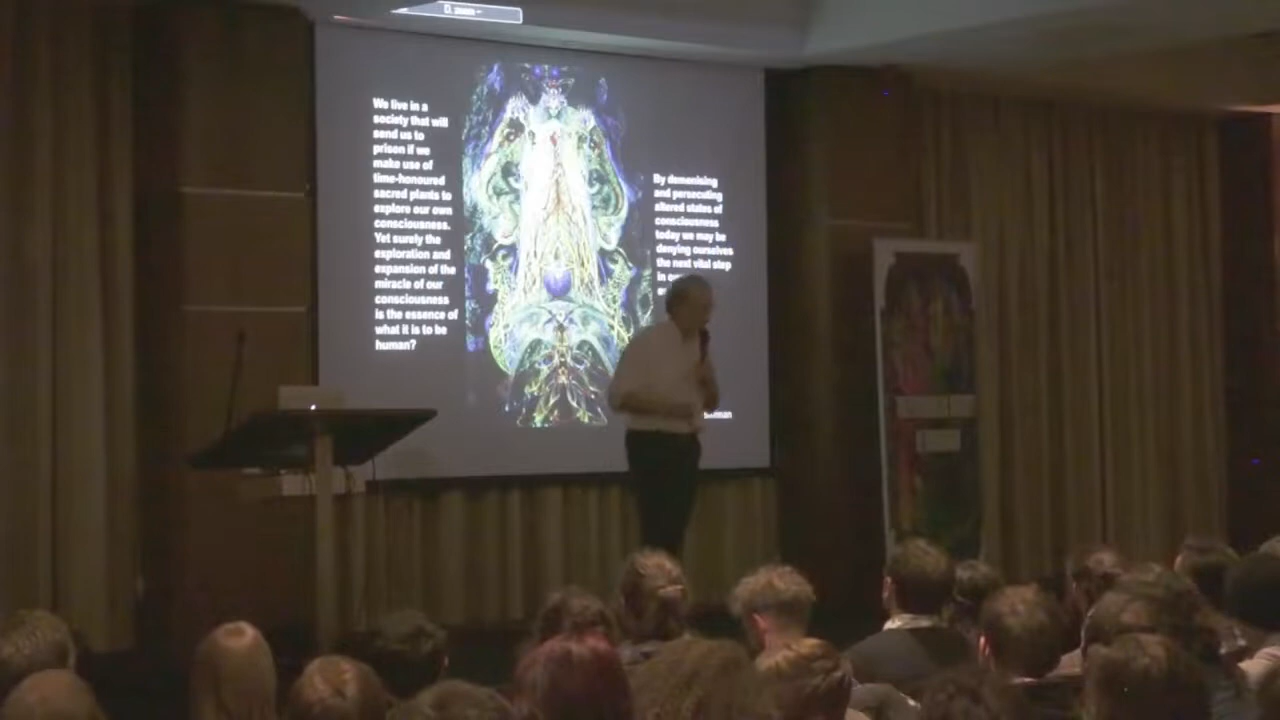 We live in a
society that will
send us to
prison if we
make use of
time-honoured
sacred plants to
explore our own
consciousness.
Yet surely the
exploration and
expansion of the
miracle of our
consciousness
is the essence of
what it is to be
human?
By demonising
and persecuting
altered states of
consciousness
today we may be
denying ourselves
the next vital step
in